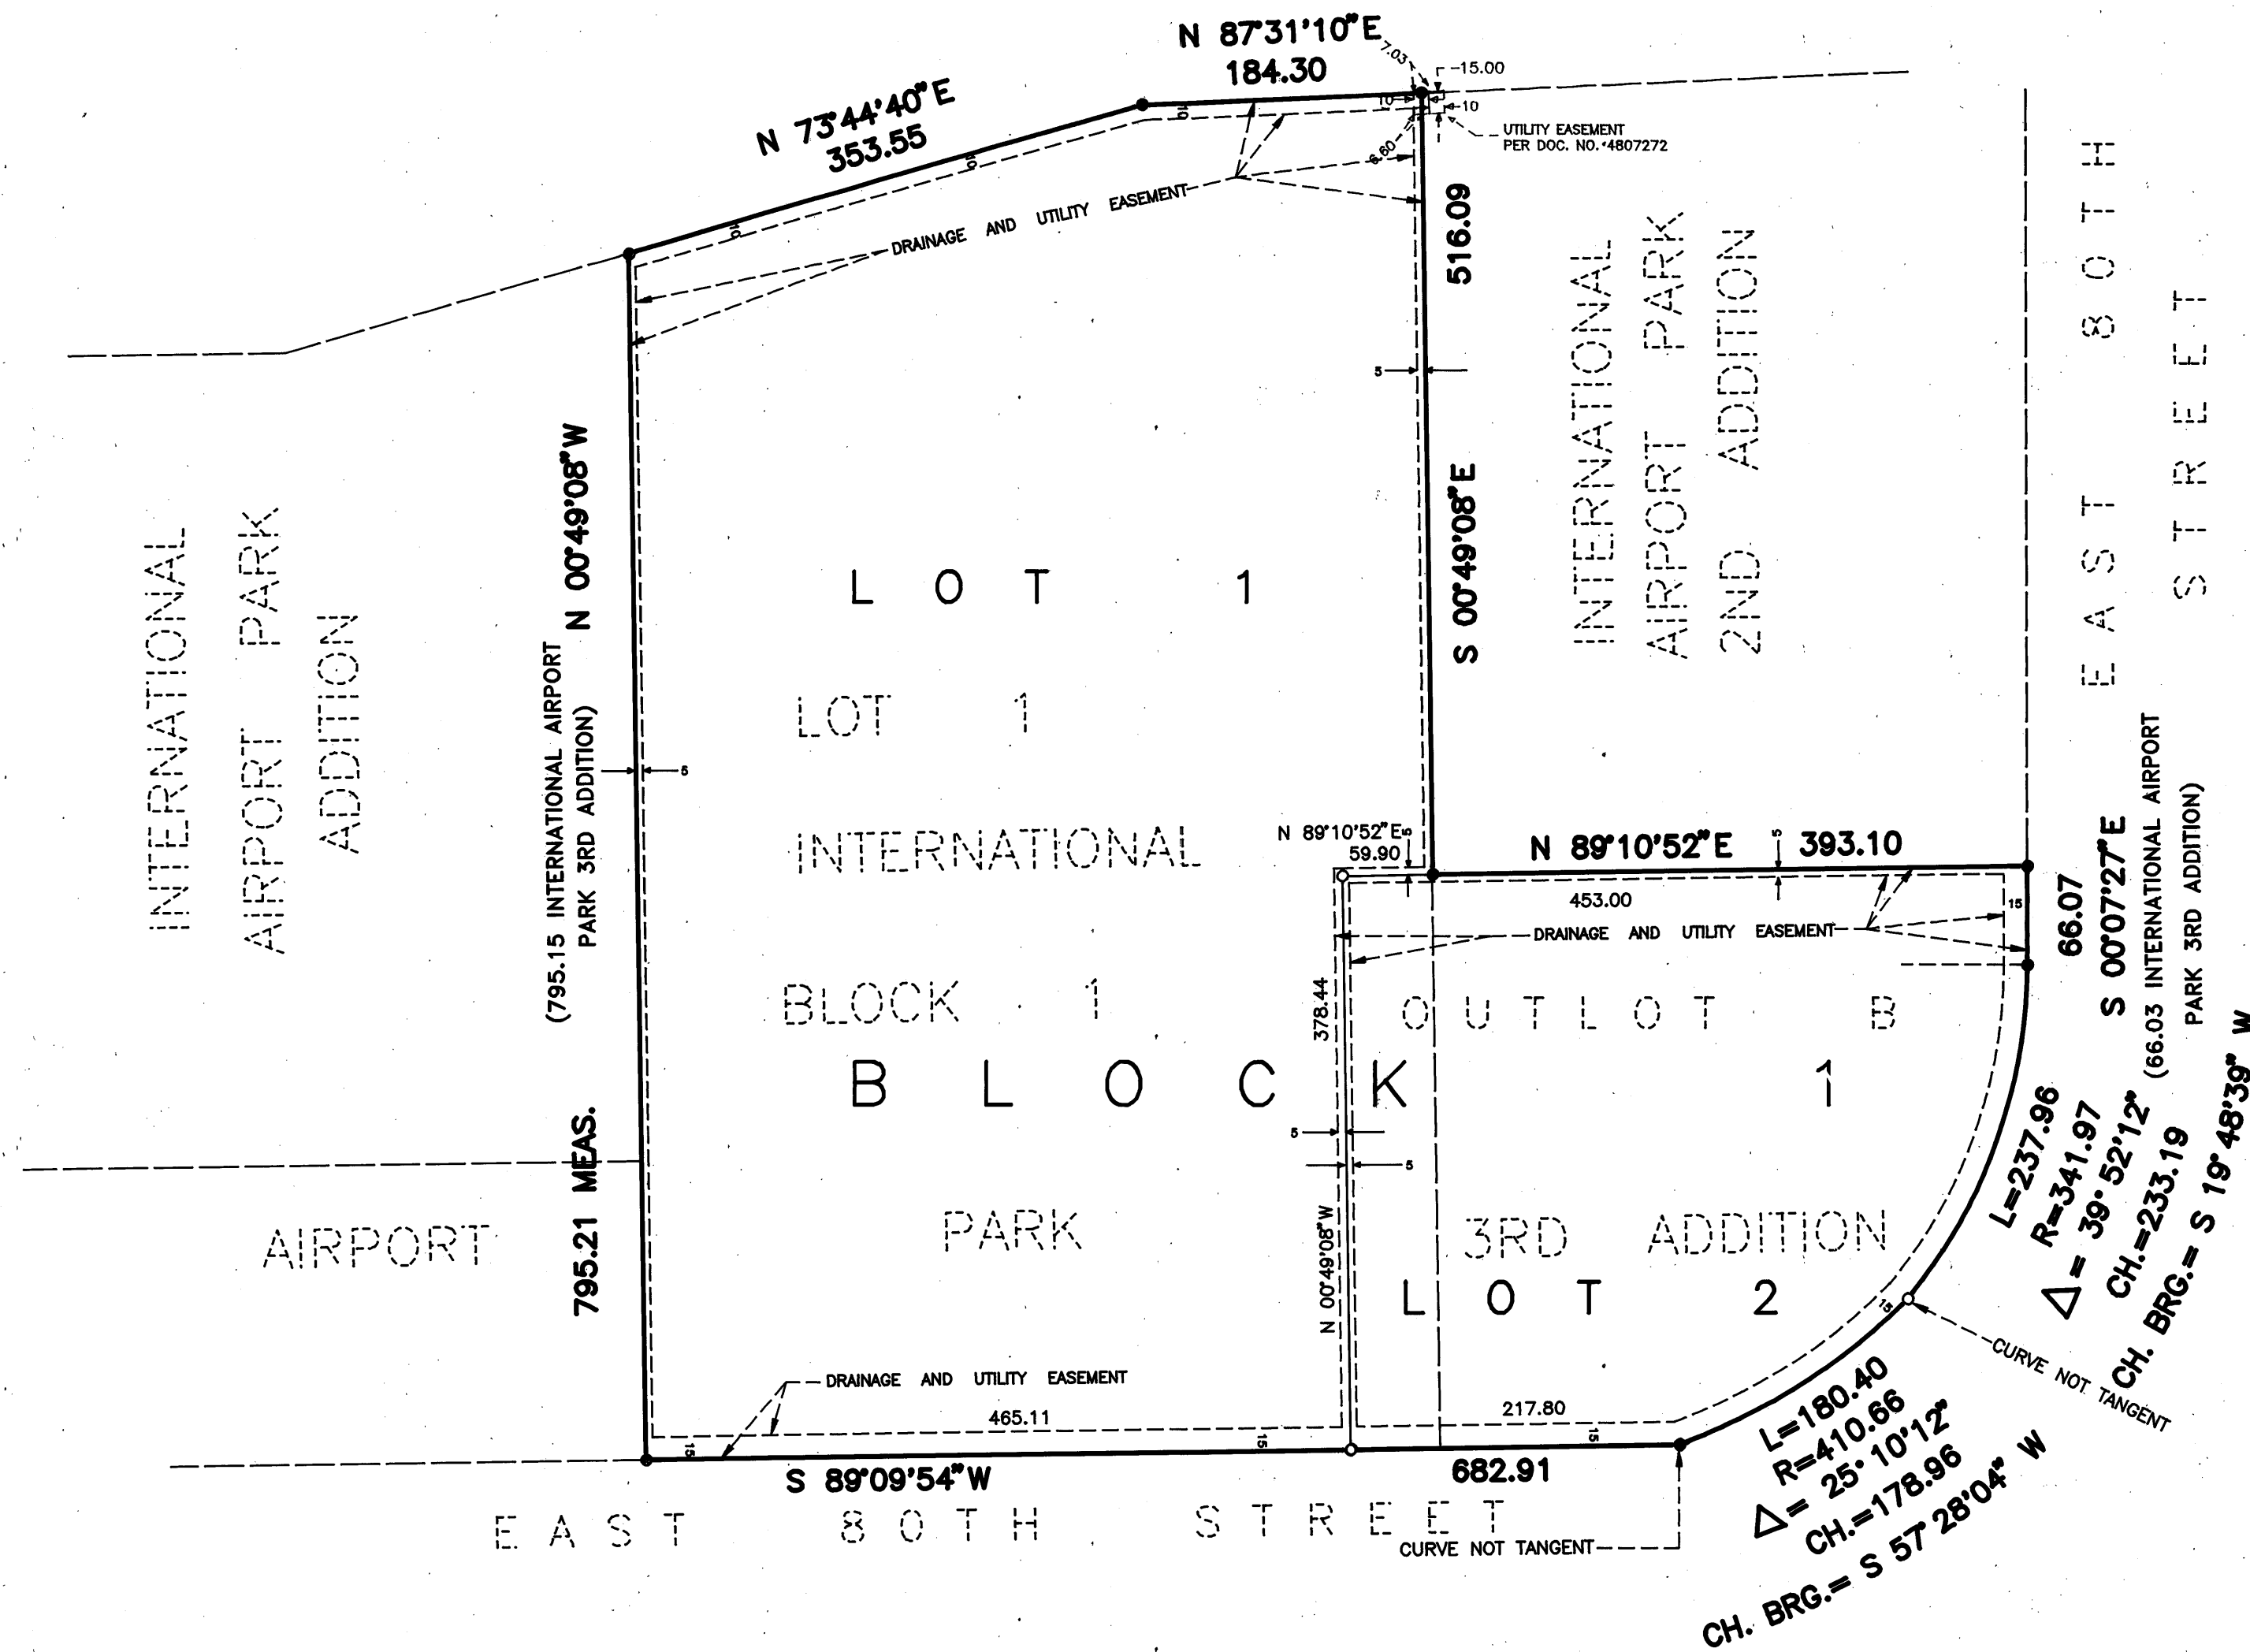 N 87°31'10"E
184.30
7.03
15.00
10
10
N 73°44'40"E
353.55
10
10
10
UTILITY EASEMENT
PER DOC. NO. 4807272
6.60
DRAINAGE AND UTILITY EASEMENT
516.09
S 00°49'08"E
5
INTERNATIONAL
AIRPORT PARK
2ND ADDITION
EAST 80TH
STREET
INTERNATIONAL
AIRPORT PARK
ADDITION
N 00°49'08"W
(795.15 INTERNATIONAL AIRPORT
PARK 3RD ADDITION)
795.21 MEAS.
5
LOT 1
LOT 1
INTERNATIONAL
BLOCK 1
BLOCK 1
PARK
N 89°10'52"E
59.90
5
N 89°10'52"E
5
393.10
453.00
15
DRAINAGE AND UTILITY EASEMENT
66.07
S 00°07'27"E
(66.03 INTERNATIONAL AIRPORT
PARK 3RD ADDITION)
378.44
OUTLOT B
5
5
N 00°49'08"W
3RD ADDITION
LOT 2
L=237.96
R=341.97
Δ= 39°52'12"
CH.=233.19
CH. BRG.= S 19°48'39" W
AIRPORT
15
CURVE NOT TANGENT
DRAINAGE AND UTILITY EASEMENT
465.11
217.80
15
15
15
L=180.40
R=410.66
Δ= 25°10'12"
CH.=178.96
CH. BRG.= S 57°28'04" W
S 89°09'54"W
682.91
EAST 80TH STREET
CURVE NOT TANGENT